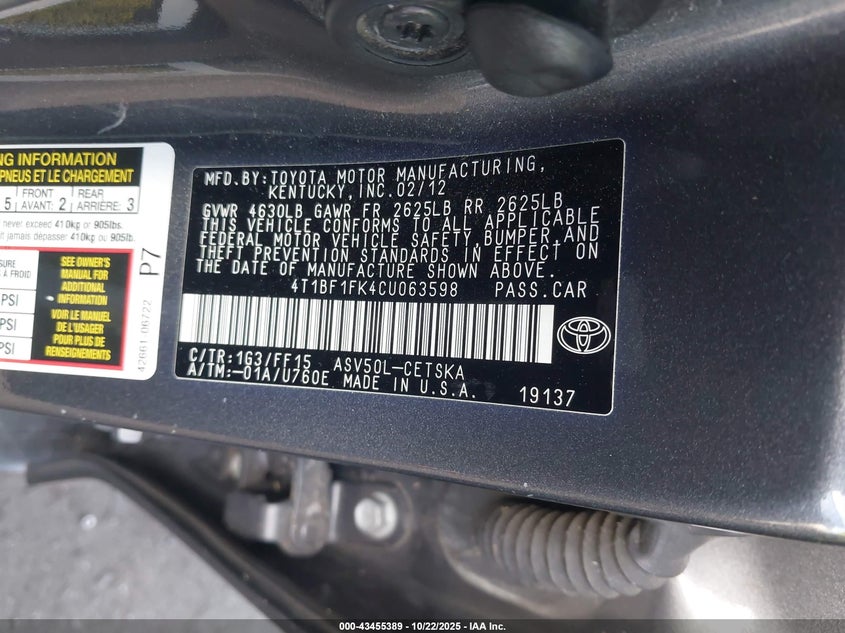 NG INFORMATION
PNEUS ET LE CHARGEMENT
5 FRONT AVANT: 2 REAR ARRIÈRE: 3
never exceed 410kg or 905lbs.
it jamais dépasser 410kg ou 905lb.
SURE
À FROID
PSI
PSI
PSI
SEE OWNER'S
MANUAL FOR
ADDITIONAL
INFORMATION
VOIR LE MANUEL
DE L'USAGER
POUR PLUS DE
RENSEIGNEMENTS
42661-06722
P7
MFD.BY:TOYOTA MOTOR MANUFACTURING,
KENTUCKY, INC.02/12
GVWR 4630LB GAWR FR 2625LB RR 2625LB
THIS VEHICLE CONFORMS TO ALL APPLICABLE
FEDERAL MOTOR VEHICLE SAFETY,BUMPER,AND
THEFT PREVENTION STANDARDS IN EFFECT ON
THE DATE OF MANUFACTURE SHOWN ABOVE.
4T1BF1FK4CU063598 PASS.CAR
C/TR:1G3/FF15 ASV50L-CETSKA
A/TM:-01A/U760E MADE IN U.S.A.
19137
000-43455389 - 10/22/2025 - IAA Inc.